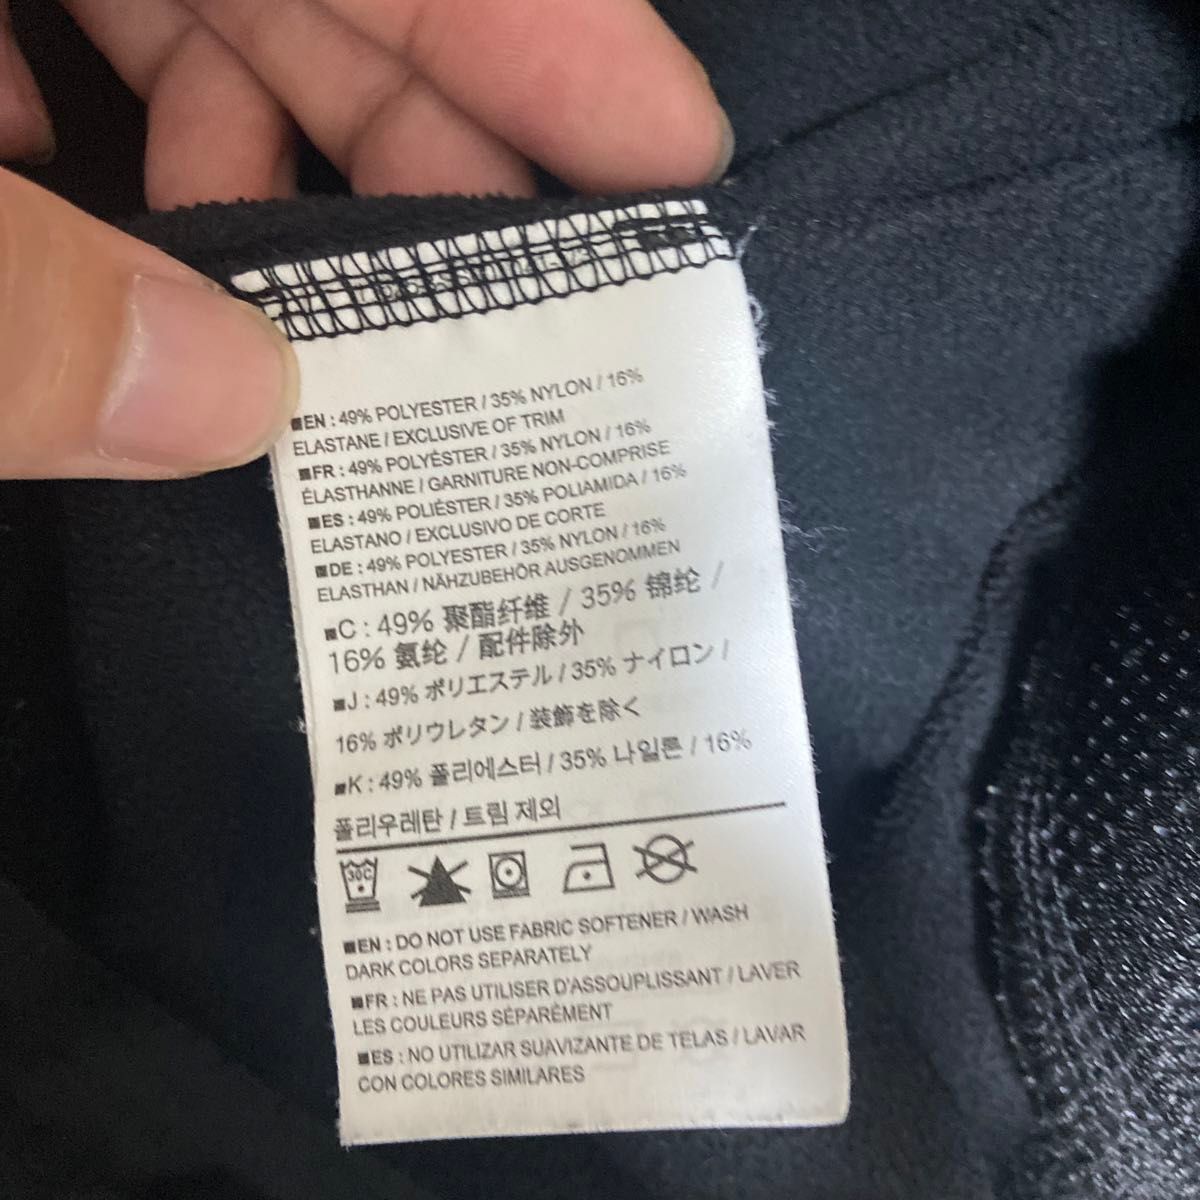 ■EN : 49% POLYESTER / 35% NYLON / 16%
ELASTANE / EXCLUSIVE OF TRIM
■FR : 49% POLYÉSTER / 35% NYLON / 16%
ÉLASTHANNE / GARNITURE NON-COMPRISE
■ES : 49% POLIÉSTER / 35% POLIAMIDA / 16%
ELASTANO / EXCLUSIVO DE CORTE
■DE : 49% POLYESTER / 35% NYLON / 16%
ELASTHAN / NÄHZUBEHÖR AUSGENOMMEN
■C : 49% 聚酯纤维 / 35% 锦纶 /
16% 氨纶 / 配件除外
■J : 49% ポリエステル / 35% ナイロン /
16% ポリウレタン / 装飾を除く
■K : 49% 폴리에스터 / 35% 나일론 / 16%
폴리우레탄 / 트림 제외
30C
■EN : DO NOT USE FABRIC SOFTENER / WASH
DARK COLORS SEPARATELY
■FR : NE PAS UTILISER D'ASSOUPLISSANT / LAVER
LES COULEURS SÉPARÉMENT
■ES : NO UTILIZAR SUAVIZANTE DE TELAS / LAVAR
CON COLORES SIMILARES